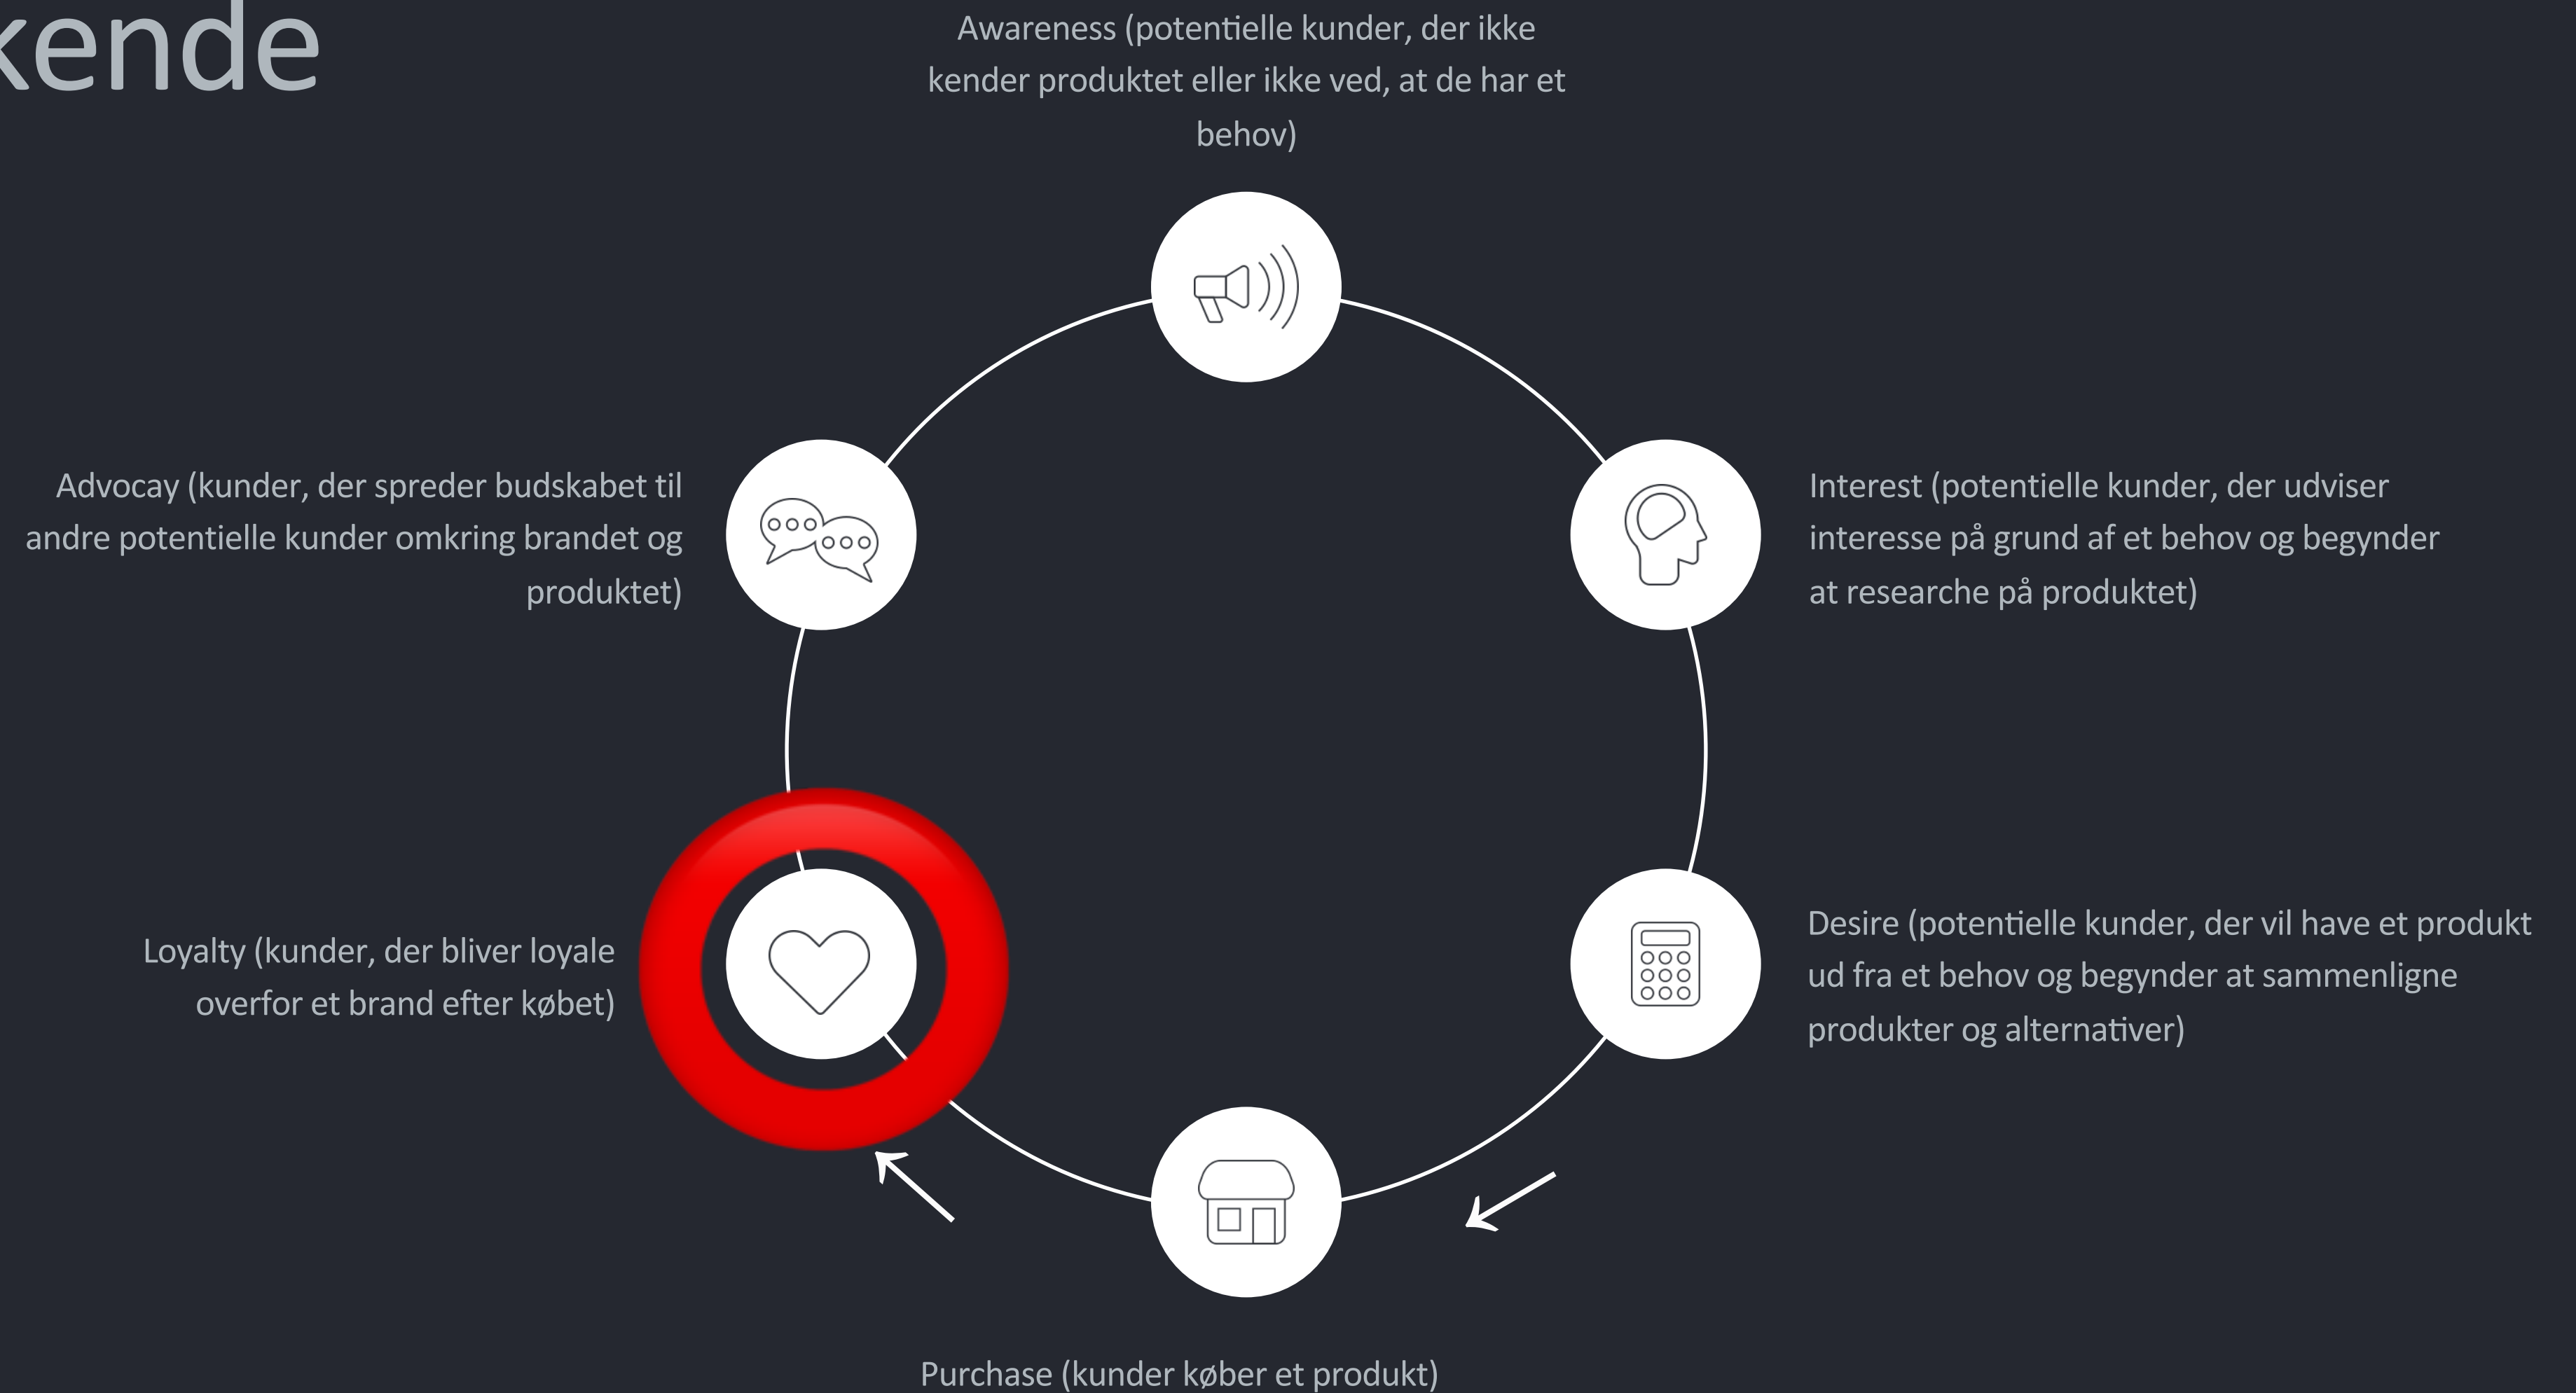 kende
Awareness (potentielle kunder, der ikke
kender produktet eller ikke ved, at de har et
behov)
Advocay (kunder, der spreder budskabet til
andre potentielle kunder omkring brandet og
produktet)
Interest (potentielle kunder, der udviser
interesse på grund af et behov og begynder
at researche på produktet)
Loyalty (kunder, der bliver loyale
overfor et brand efter købet)
Desire (potentielle kunder, der vil have et produkt
ud fra et behov og begynder at sammenligne
produkter og alternativer)
Purchase (kunder køber et produkt)